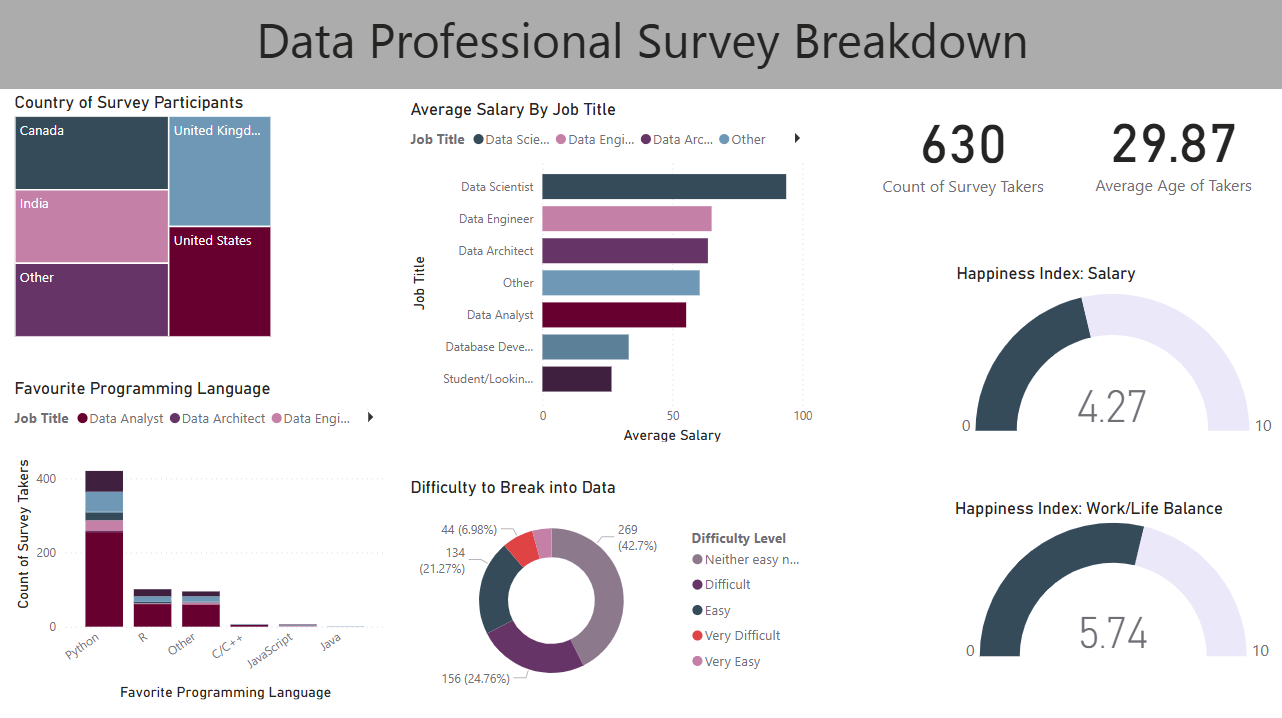 Data Professional Survey Breakdown
Country of Survey Participants
Canada
United Kingd...
India
United States
Other
Average Salary By Job Title
Job Title
Data Scie...
Data Engi...
Data Arc...
Other
Job Title
Data Scientist
Data Engineer
Data Architect
Other
Data Analyst
Database Deve...
Student/Lookin...
0
50
100
Average Salary
630
Count of Survey Takers
29.87
Average Age of Takers
Happiness Index: Salary
4.27
0
10
Favourite Programming Language
Job Title
Data Analyst
Data Architect
Data Engi...
Count of Survey Takers
400
200
0
Python
R
Other
C/C++
JavaScript
Java
Favorite Programming Language
Difficulty to Break into Data
44 (6.98%)
134
(21.27%)
156 (24.76%)
269
(42.7%)
Difficulty Level
Neither easy n...
Difficult
Easy
Very Difficult
Very Easy
Happiness Index: Work/Life Balance
5.74
0
10